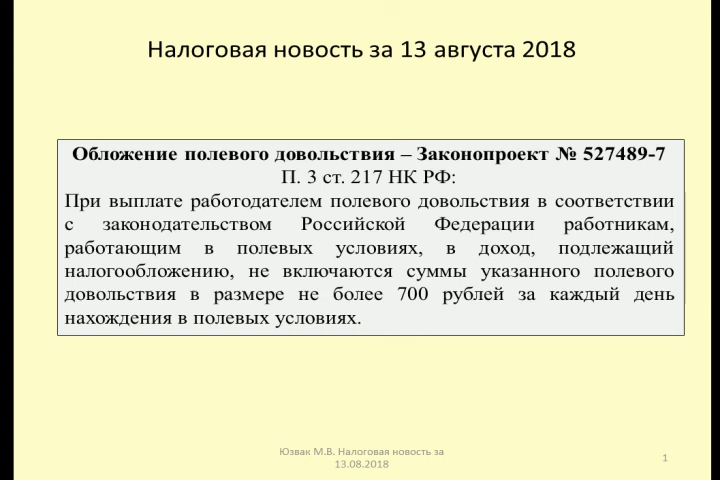 Налоговая новость за 13 августа 2018
Обложение полевого довольствия – Законопроект № 527489-7
П. 3 ст. 217 НК РФ:
При выплате работодателем полевого довольствия в соответствии
с законодательством Российской Федерации работникам,
работающим в полевых условиях, в доход, подлежащий
налогообложению, не включаются суммы указанного полевого
довольствия в размере не более 700 рублей за каждый день
нахождения в полевых условиях.
Юзвак М.В. Налоговая новость за
13.08.2018
1